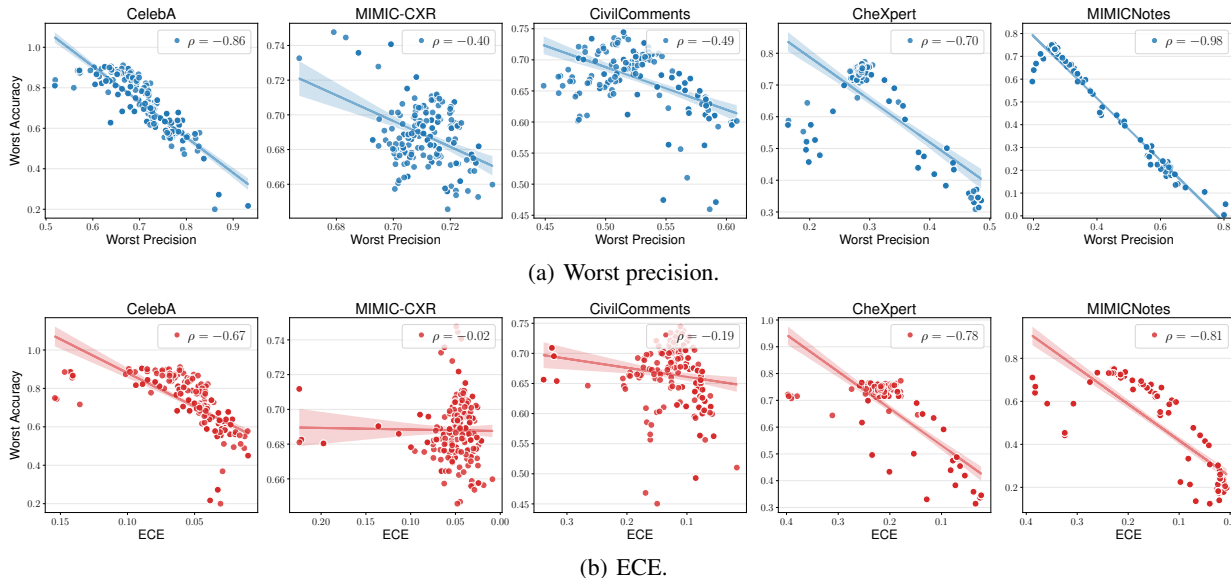 CelebA MIMIC-CXR CivilComments CheXpert MIMICNotes
ρ = −0.86 ρ = −0.40 ρ = −0.49 ρ = −0.70 ρ = −0.98
Worst Accuracy
1.0 0.8 0.6 0.4 0.2
0.74 0.72 0.70 0.68 0.66
0.75 0.70 0.65 0.60 0.55 0.50 0.45
0.8 0.7 0.6 0.5 0.4 0.3
0.9 0.8 0.7 0.6 0.5 0.4 0.3 0.2 0.1 0.0
0.5 0.6 0.7 0.8 0.9 0.68 0.70 0.72 0.45 0.50 0.55 0.60 0.2 0.3 0.4 0.5 0.2 0.4 0.6 0.8
Worst Precision Worst Precision Worst Precision Worst Precision Worst Precision
(a) Worst precision.
CelebA MIMIC-CXR CivilComments CheXpert MIMICNotes
ρ = −0.67 ρ = −0.02 ρ = −0.19 ρ = −0.78 ρ = −0.81
Worst Accuracy
1.0 0.8 0.6 0.4 0.2
0.74 0.72 0.70 0.68 0.66
0.75 0.70 0.65 0.60 0.55 0.50 0.45
1.0 0.9 0.8 0.7 0.6 0.5 0.4 0.3
0.8 0.6 0.4 0.2
0.15 0.10 0.05 0.20 0.15 0.10 0.05 0.00 0.3 0.2 0.1 0.4 0.3 0.2 0.1 0.4 0.3 0.2 0.1 0.0
ECE ECE ECE ECE ECE
(b) ECE.